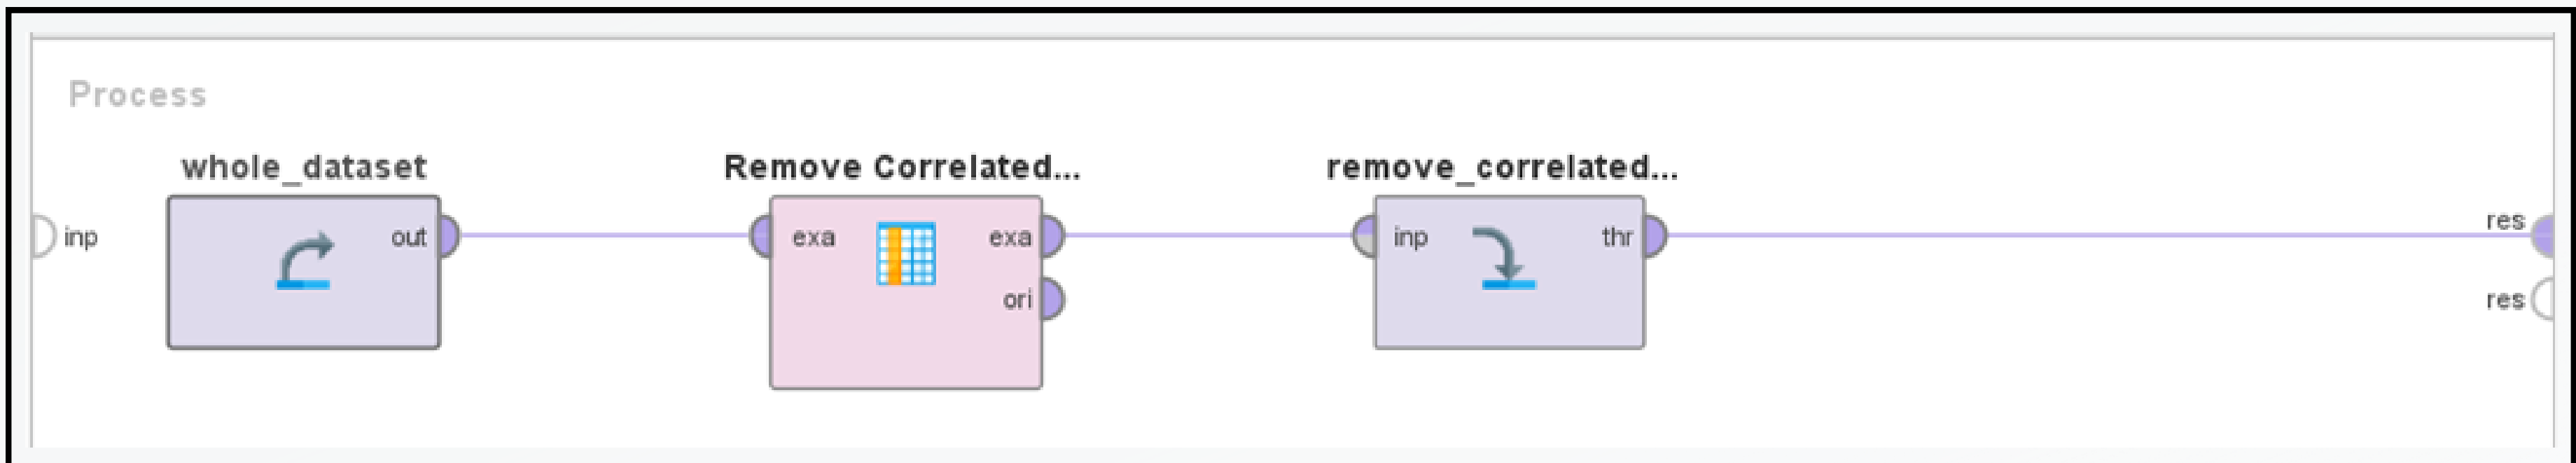 Process
whole_dataset
Remove Correlated...
remove_correlated...
inp
out
exa
exa
ori
inp
thr
res
res